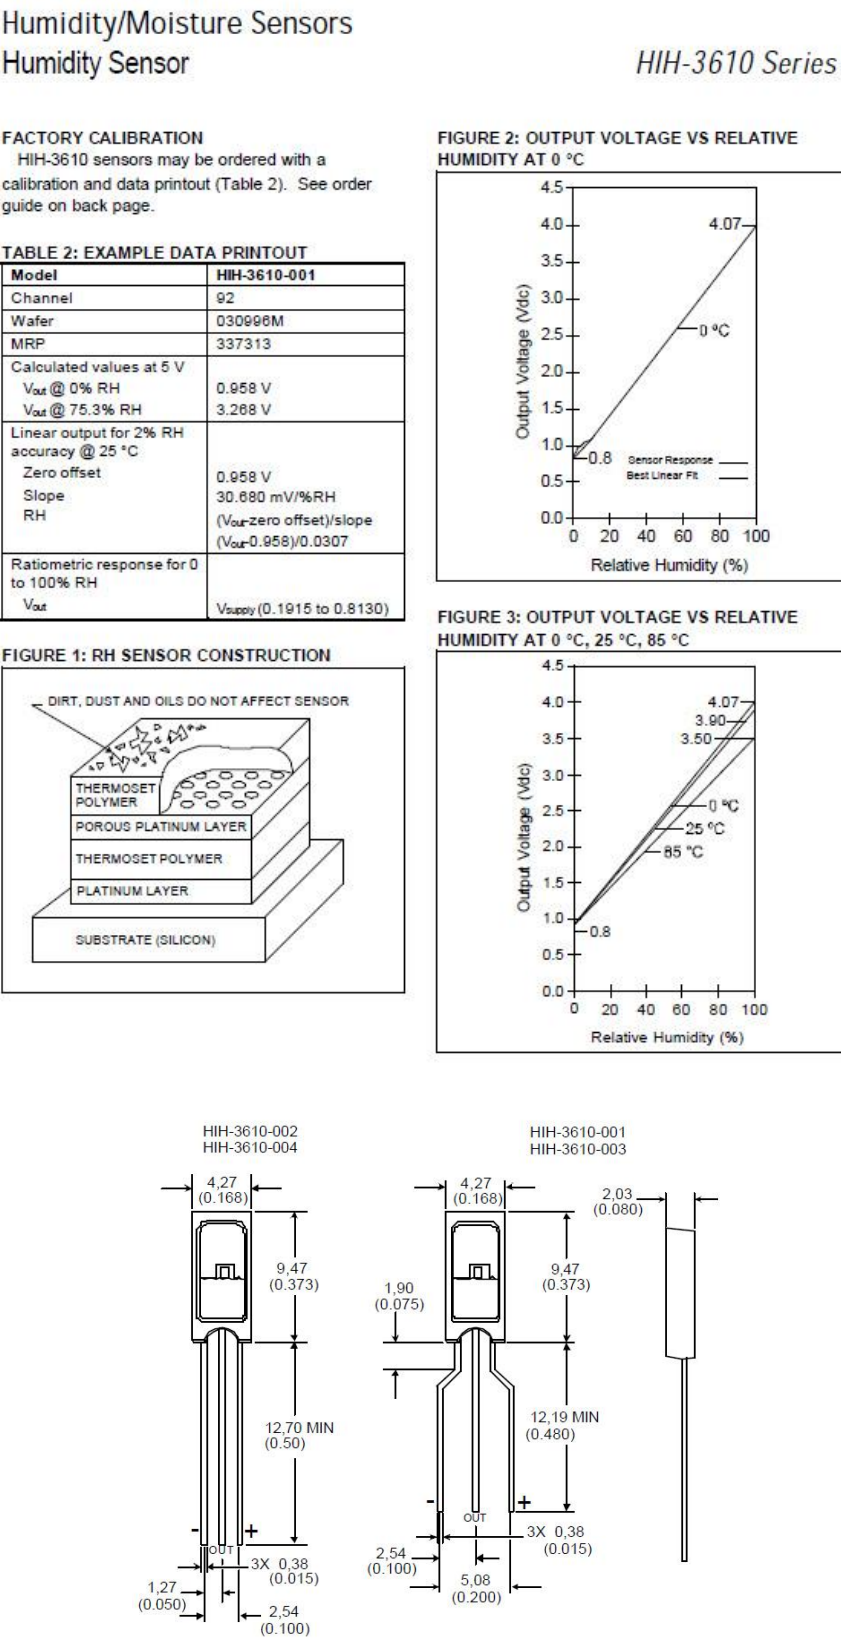 Humidity/Moisture Sensors
Humidity Sensor
HIH-3610 Series
FACTORY CALIBRATION
HIH-3610 sensors may be ordered with a
calibration and data printout (Table 2). See order
guide on back page.
TABLE 2: EXAMPLE DATA PRINTOUT
Model HIH-3610-001
Channel 92
Wafer 030996M
MRP 337313
Calculated values at 5 V
Vout @ 0% RH 0.958 V
Vout @ 75.3% RH 3.268 V
Linear output for 2% RH
accuracy @ 25 °C
Zero offset 0.958 V
Slope 30.680 mV/%RH
RH (Vout-zero offset)/slope
(Vout-0.958)/0.0307
Ratiometric response for 0
to 100% RH
Vout Vsupply (0.1915 to 0.8130)
FIGURE 1: RH SENSOR CONSTRUCTION
DIRT, DUST AND OILS DO NOT AFFECT SENSOR
THERMOSET
POLYMER
POROUS PLATINUM LAYER
THERMOSET POLYMER
PLATINUM LAYER
SUBSTRATE (SILICON)
FIGURE 2: OUTPUT VOLTAGE VS RELATIVE
HUMIDITY AT 0 °C
4.5
4.0
3.5
3.0
2.5
2.0
1.5
1.0
0.5
0.0
Output Voltage (Vdc)
4.07
0 °C
0.8
Sensor Response
Best Linear Fit
0 20 40 60 80 100
Relative Humidity (%)
FIGURE 3: OUTPUT VOLTAGE VS RELATIVE
HUMIDITY AT 0 °C, 25 °C, 85 °C
4.5
4.0
3.5
3.0
2.5
2.0
1.5
1.0
0.5
0.0
Output Voltage (Vdc)
4.07
3.90
3.50
0 °C
25 °C
85 °C
0.8
0 20 40 60 80 100
Relative Humidity (%)
HIH-3610-002
HIH-3610-004
4,27
(0.168)
9,47
(0.373)
12,70 MIN
(0.50)
- +
OUT
3X 0,38
(0.015)
1,27
(0.050)
2,54
(0.100)
HIH-3610-001
HIH-3610-003
4,27
(0.168)
2,03
(0.080)
9,47
(0.373)
1,90
(0.075)
12,19 MIN
(0.480)
- +
OUT
3X 0,38
(0.015)
2,54
(0.100)
5,08
(0.200)